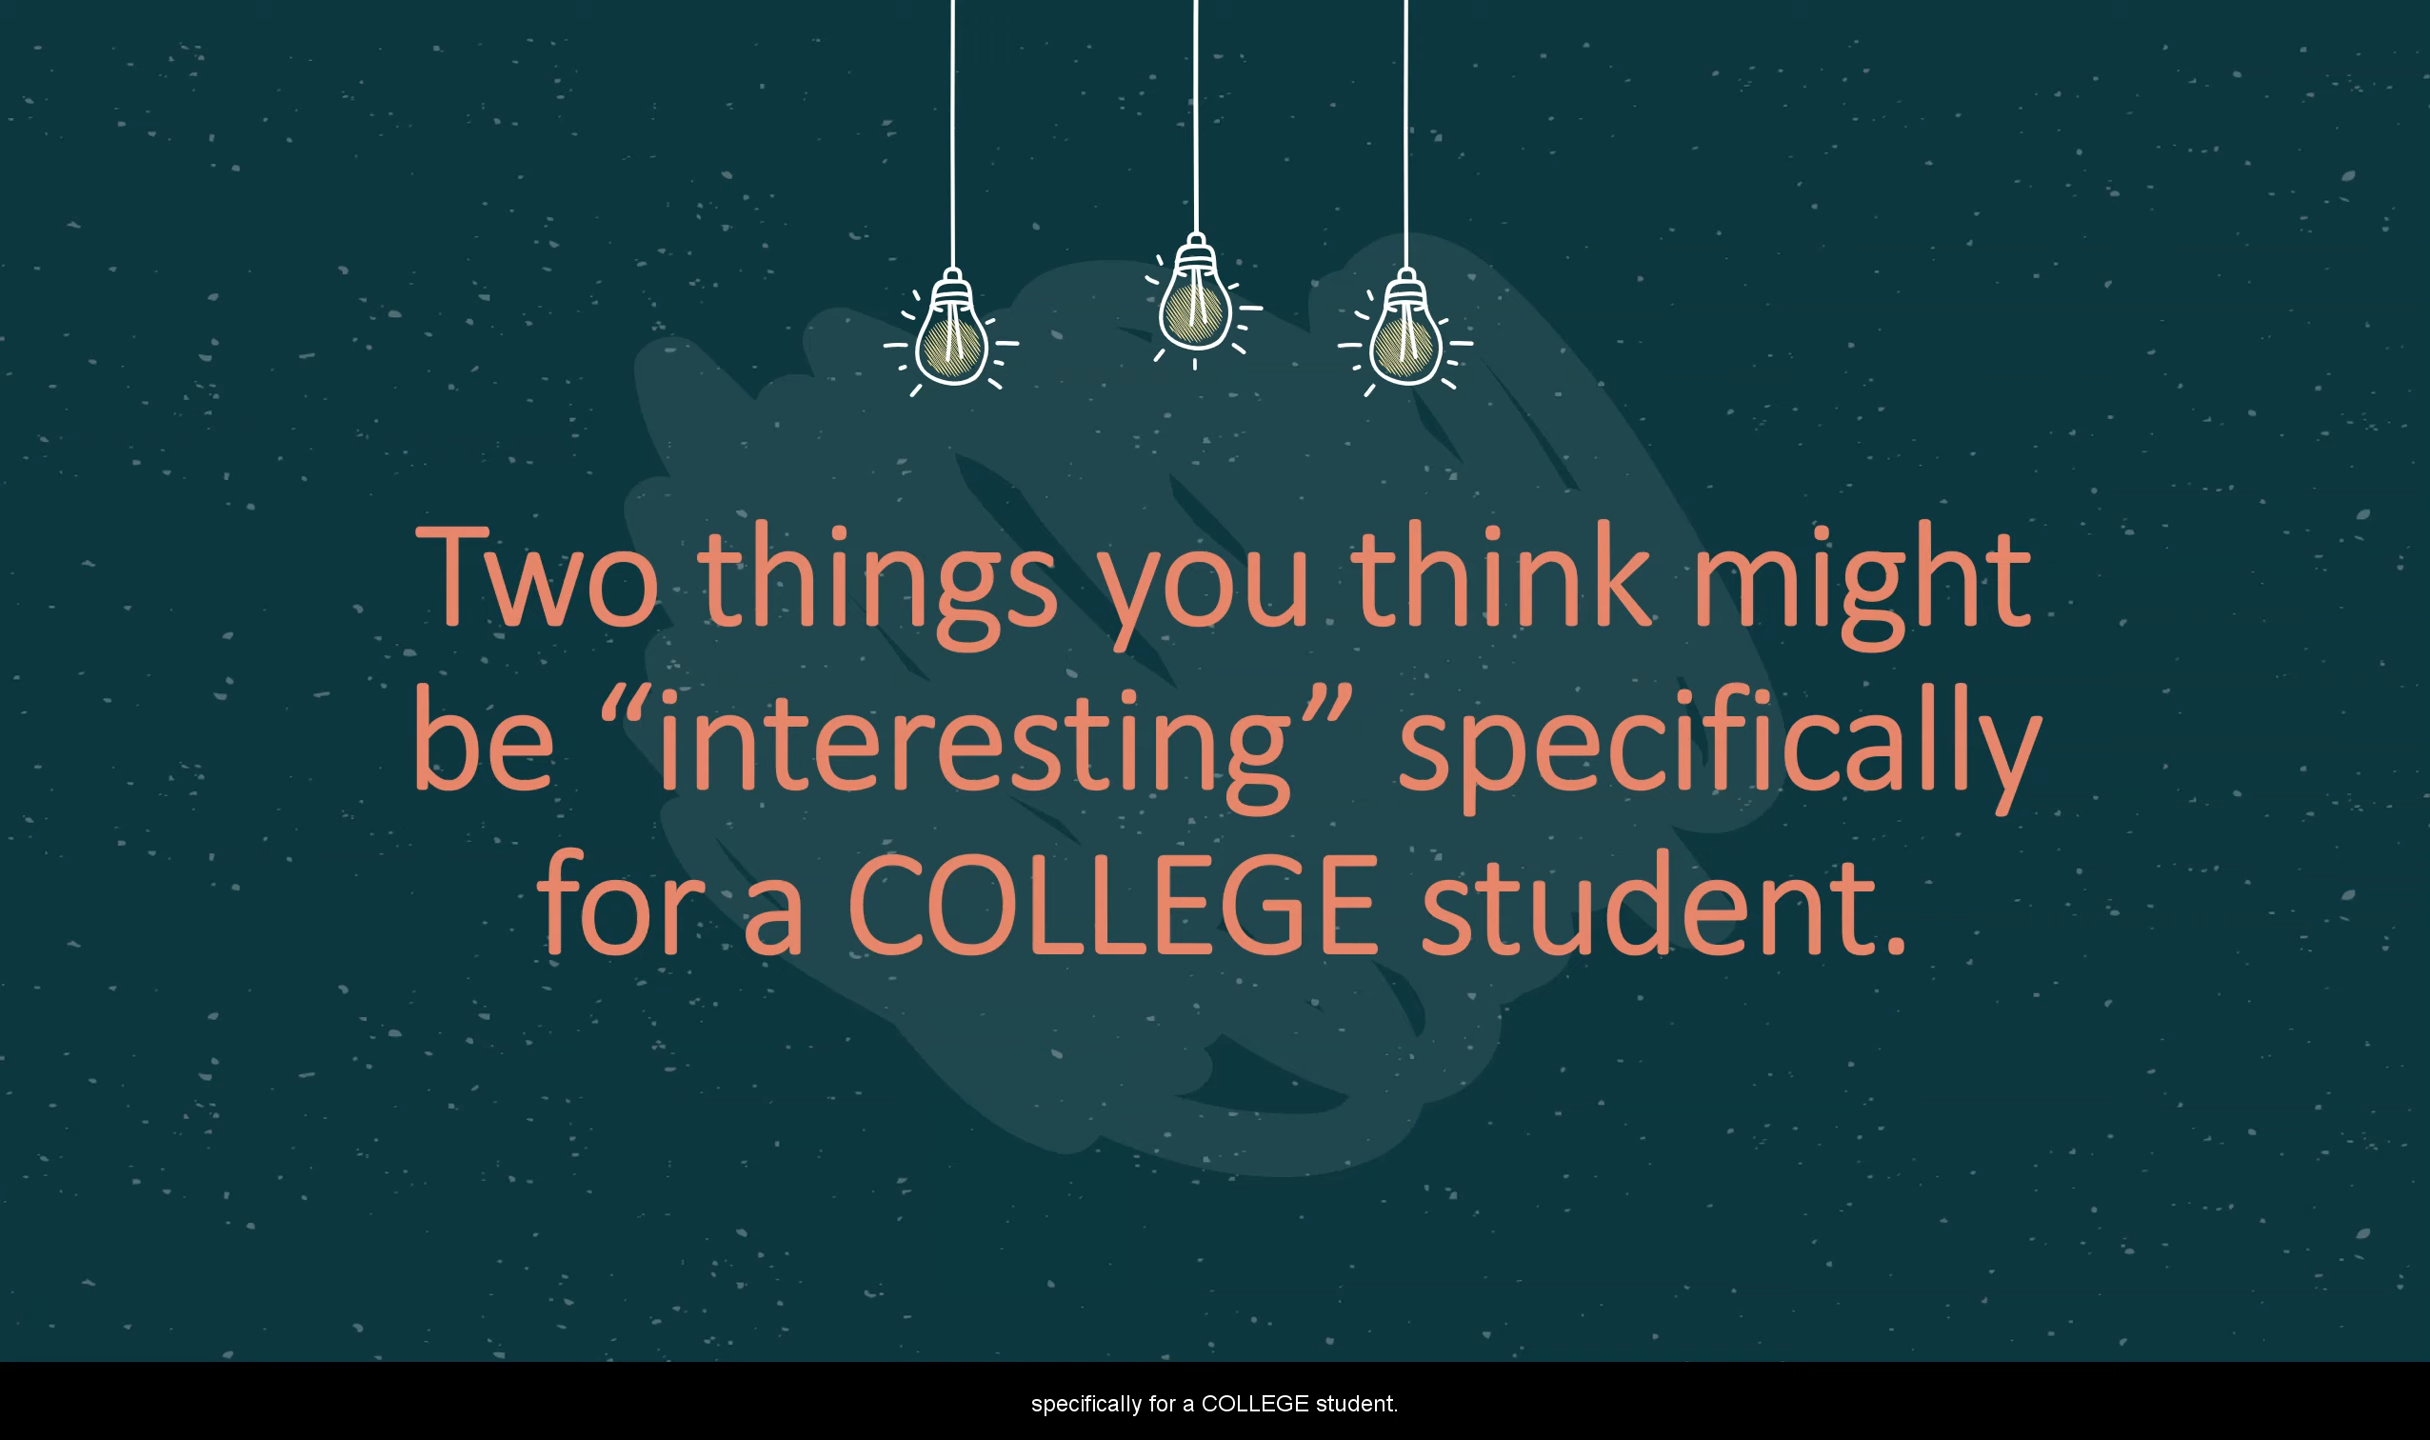 Two things you think might
be “interesting” specifically
for a COLLEGE student.
specifically for a COLLEGE student.